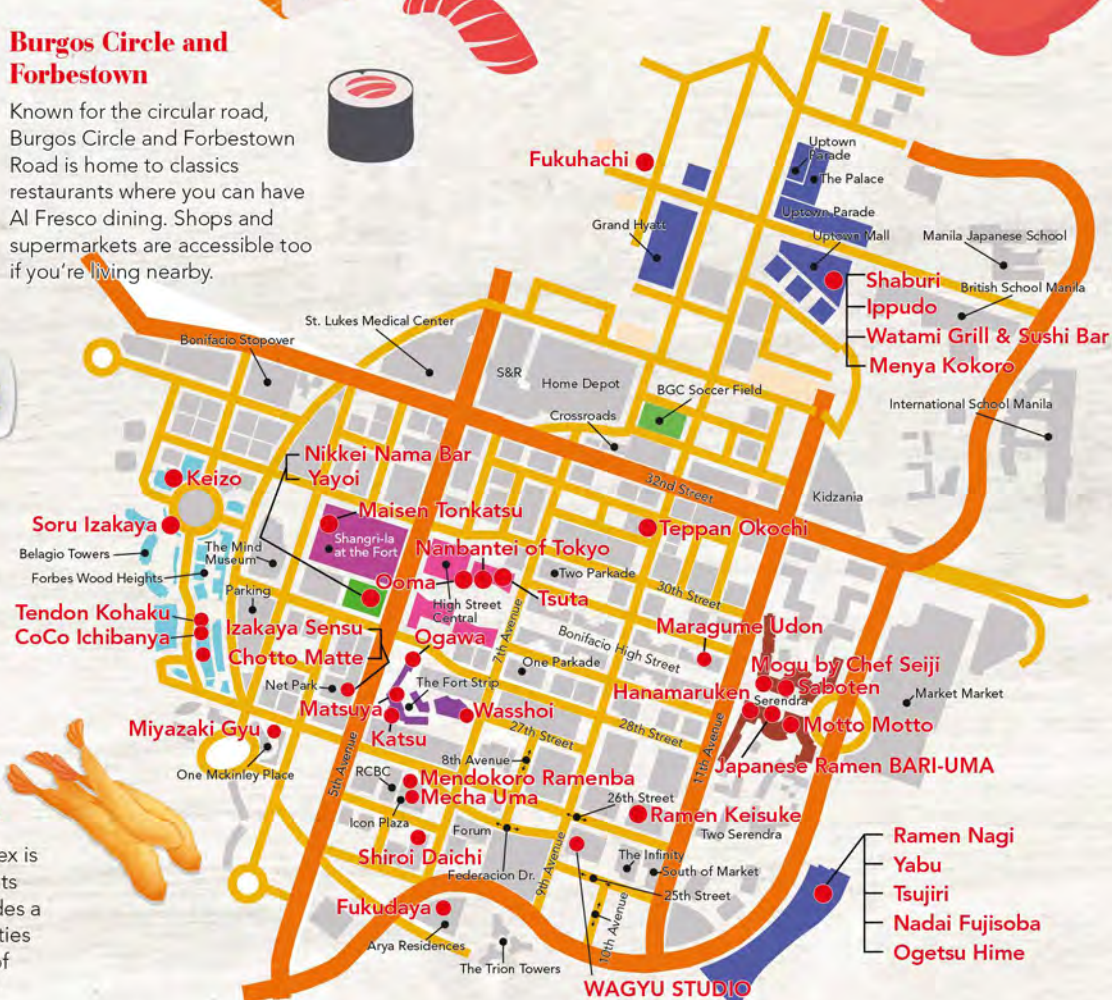 Burgos Circle and
Forbestown
Known for the circular road,
Burgos Circle and Forbestown
Road is home to classics
restaurants where you can have
Al Fresco dining. Shops and
supermarkets are accessible too
if you're living nearby.
Fukuhachi
Uptown
Parade
The Palace
Grand Hyatt
Uptown Parade
Uptown Mall
Manila Japanese School
Shaburi
British School Manila
Ippudo
Watami Grill & Sushi Bar
Menya Kokoro
St. Lukes Medical Center
Bonifacio Stopover
S&R
Home Depot
BGC Soccer Field
International School Manila
Crossroads
Nikkei Nama Bar
Yayoi
Keizo
32nd Street
Kidzania
Maisen Tonkatsu
Soru Izakaya
Teppan Okochi
Shangri-la
at the Fort
Belagio Towers
The Mind
Museum
Nanbantei of Tokyo
Forbes Wood Heights
Ooma
Two Parkade
Parking
High Street
Central
Tsuta
30th Street
Tendon Kohaku
CoCo Ichibanya
Izakaya Sensu
Chotto Matte
Ogawa
7th Avenue
Bonifacio High Street
Maragume Udon
One Parkade
Mogu by Chef Seiji
Net Park
The Fort Strip
Hanamaruken
Saboten
Serendra
Market Market
Matsuya
Wasshoi
Motto Motto
Miyazaki Gyu
Katsu
27th Street
28th Street
11th Avenue
One Mckinley Place
5th Avenue
8th Avenue
Japanese Ramen BARI-UMA
RCBC
Mendokoro Ramenba
Mecha Uma
26th Street
Icon Plaza
Forum
Ramen Keisuke
Two Serendra
Shiroi Daichi
Federacion Dr.
9th Avenue
The Infinity
South of Market
25th Street
Ramen Nagi
Yabu
Tsujiri
Nadai Fujisoba
Ogetsu Hime
Fukudaya
Arya Residences
10th Avenue
The Trion Towers
WAGYU STUDIO
ex is
ts
des a
ties
of